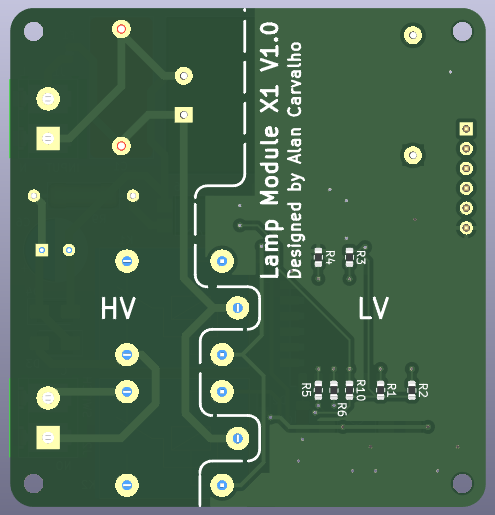 Lamp Module X1 V1.0
Designed by Alan Carvalho
HV
LV
R4
R3
R5
R6
R10
R1
R2